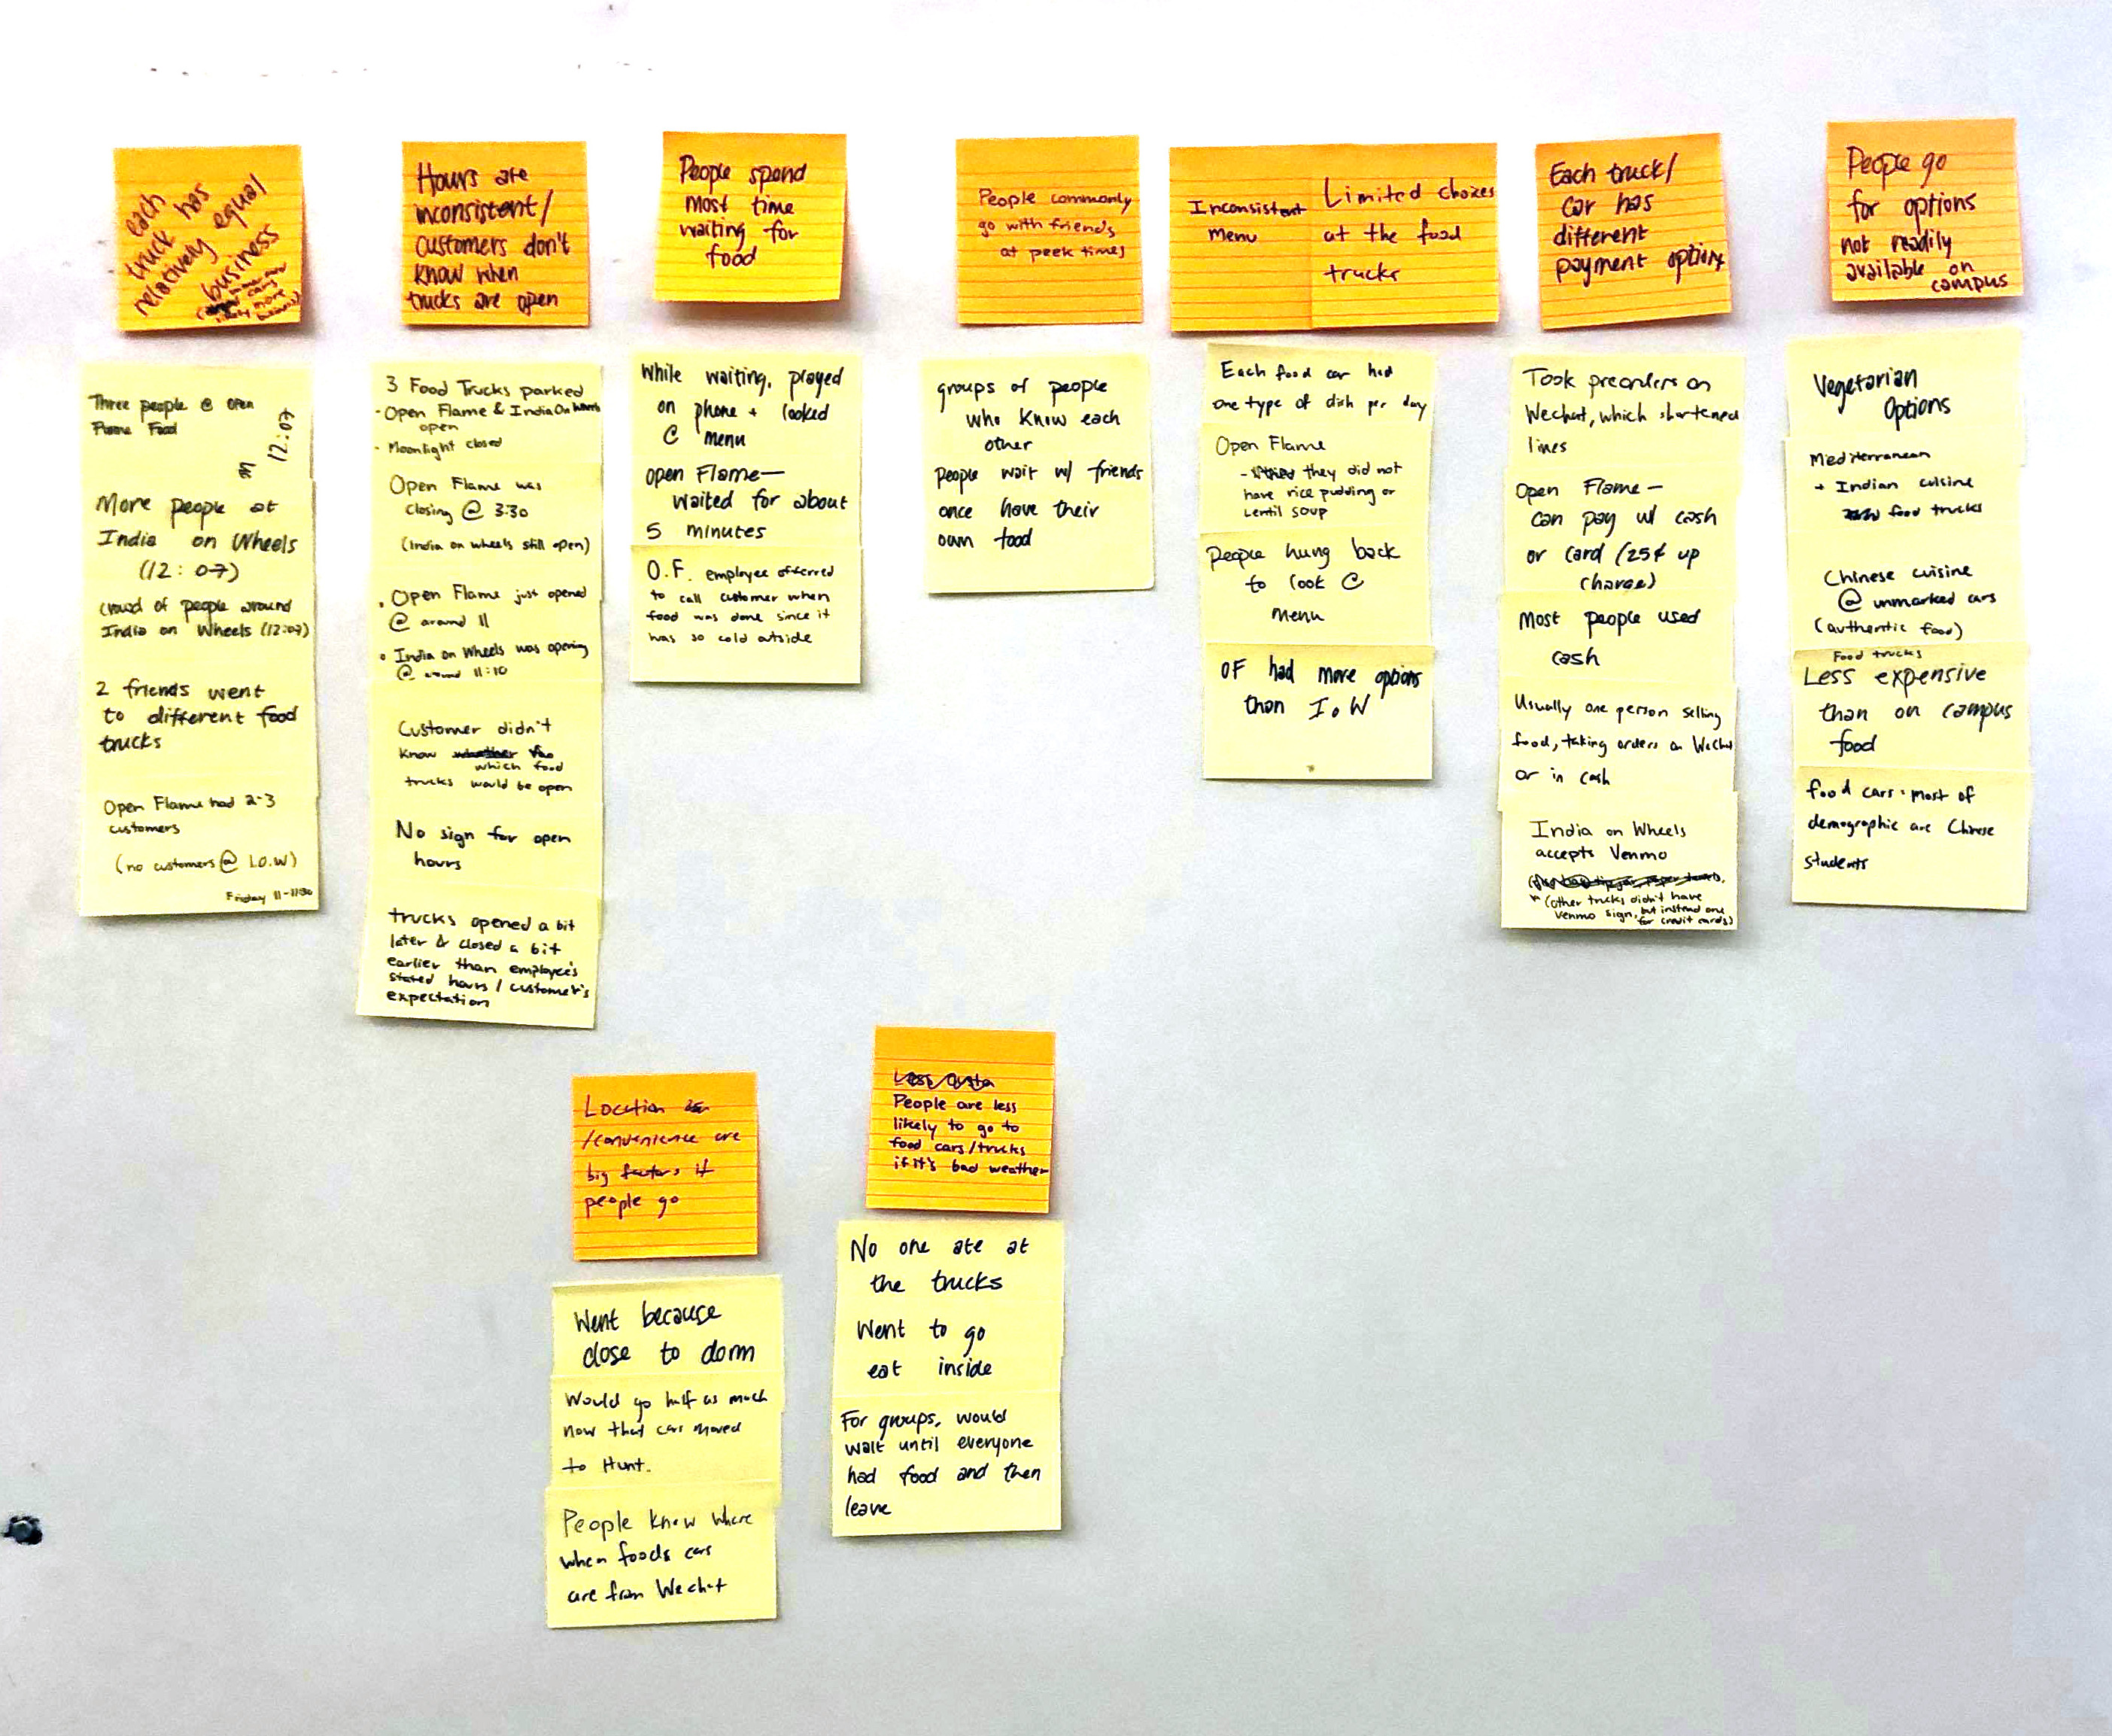 each
truck has
relatively equal
business
more
Hours are
inconsistent/
customers don't
know when
trucks are open
People spend
most time
waiting for
food
People commonly
go with friends
at peek times
Inconsistent
Menu
Limited choices
at the food
trucks
Each truck/
car has
different
payment options
People go
for options
not readily
available on
campus
Three people @ open
Flame Food
12:07
More people at
India on Wheels
(12:07)
crowd of people around
India on Wheels (12:07)
2 friends went
to different food
trucks
Open Flame had 2-3
customers
(no customers @ I.O.W)
Friday 11-11:30
3 Food Trucks parked
- Open Flame & India On Wheels
open
- Moonlight closed
Open Flame was
closing @ 3:30
(India on wheels still open)
• Open Flame just opened
@ around 11
• India on Wheels was opening
@ around 11:10
Customer didn't
know whether
which food
trucks would be open
No sign for open
hours
trucks opened a bit
later & closed a bit
earlier than employee's
stated hours / customer's
expectation
While waiting, played
on phone + looked
@ menu
open Flame—
waited for about
5 minutes
O.F. employee offerred
to call customer when
food was done since it
was so cold outside
groups of people
who know each
other
People wait w/ friends
once have their
own food
Each food car had
one type of dish per day
Open Flame
- they did not
have rice pudding or
Lentil soup
People hung back
to look @
menu
OF had more options
than I.o.W
Took preorders on
Wechat, which shortened
lines
Open Flame—
can pay w/ cash
or card (25¢ up
charge)
Most people used
cash
Usually one person selling
food, taking orders on Wechat
or in cash
India on Wheels
accepts Venmo
(other trucks didn't have
Venmo sign, but instead one
for credit cards)
Vegetarian
Options
Mediterranean
+ Indian cuisine
food trucks
Chinese cuisine
@ unmarked cars
(authentic food)
Food trucks
Less expensive
than on campus
food
food cars: most of
demographic are Chinese
students
Location
/convenience are
big factors if
people go
Went because
close to dorm
Would go half as much
now that cars moved
to Hunt.
People know where
when foods cars
are from Wechat
People are less
likely to go to
food cars/trucks
if it's bad weather
No one ate at
the trucks
Went to go
eat inside
For groups, would
wait until everyone
had food and then
leave